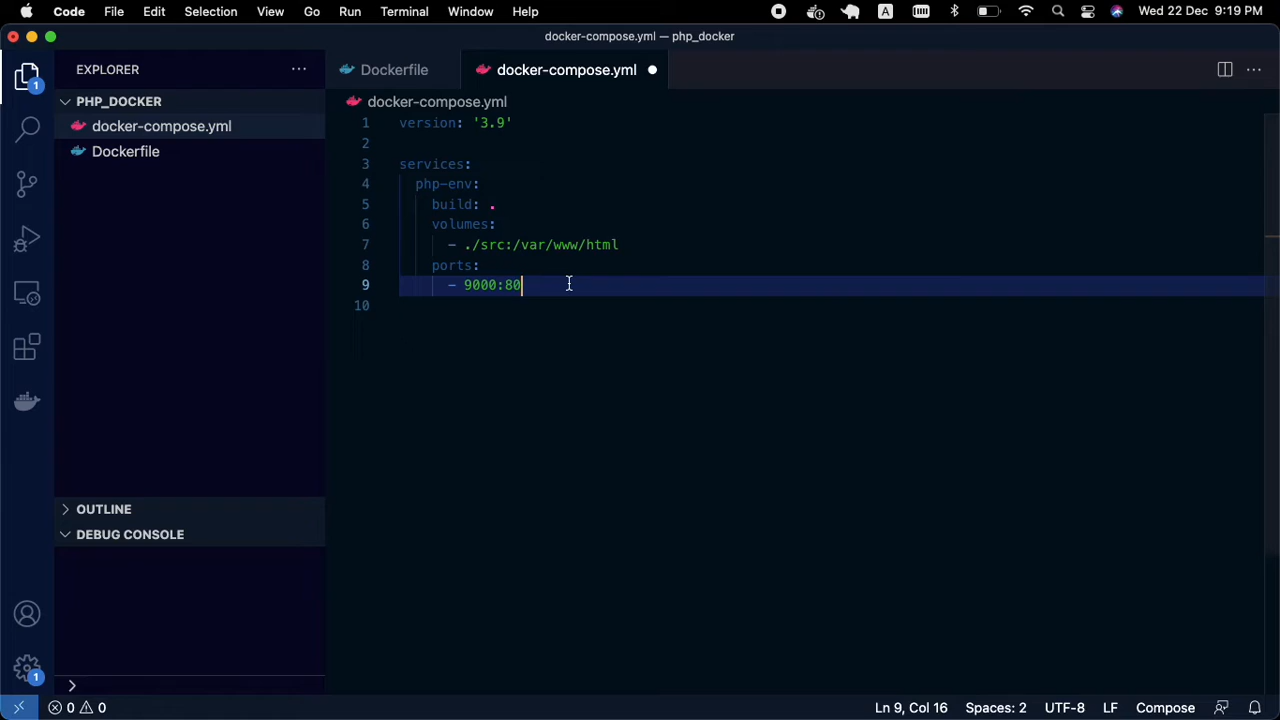 Code File Edit Selection View Go Run Terminal Window Help A Wed 22 Dec 9:19 PM
docker-compose.yml — php_docker
EXPLORER
Dockerfile
docker-compose.yml
1
PHP_DOCKER
docker-compose.yml
docker-compose.yml
Dockerfile
1 version: '3.9'
2
3 services:
4 php-env:
5 build: .
6 volumes:
7 - ./src:/var/www/html
8 ports:
9 - 9000:80
10
OUTLINE
DEBUG CONSOLE
1
0 0 Ln 9, Col 16 Spaces: 2 UTF-8 LF Compose